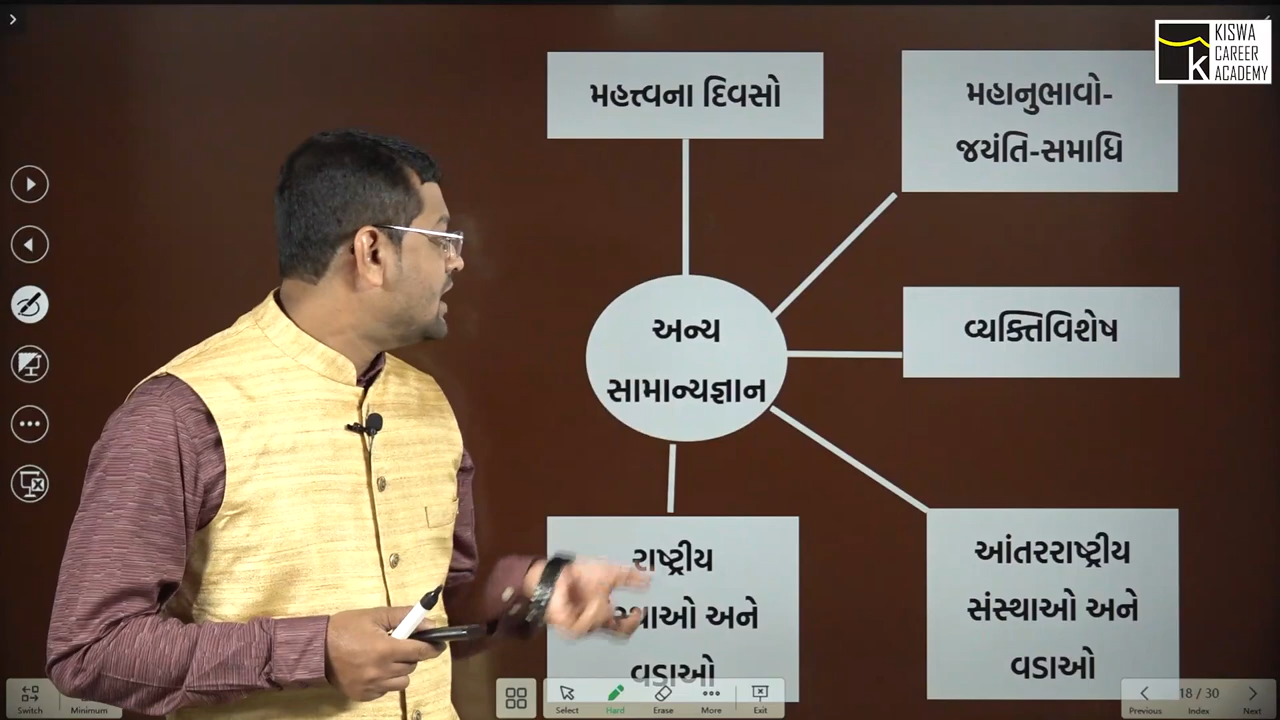 KISWA
CAREER
ACADEMY
k
મહત્ત્વના દિવસો
મહાનુભાવો-
જયંતિ-સમાધિ
અન્ય
સામાન્યજ્ઞાન
વ્યક્તિવિશેષ
રાષ્ટ્રીય
અને
વડાઓ
આંતરરાષ્ટ્રીય
સંસ્થાઓ અને
વડાઓ
Switch
Minimum
Select
Hard
Erase
More
Exit
Previous
18 / 30
Index
Next